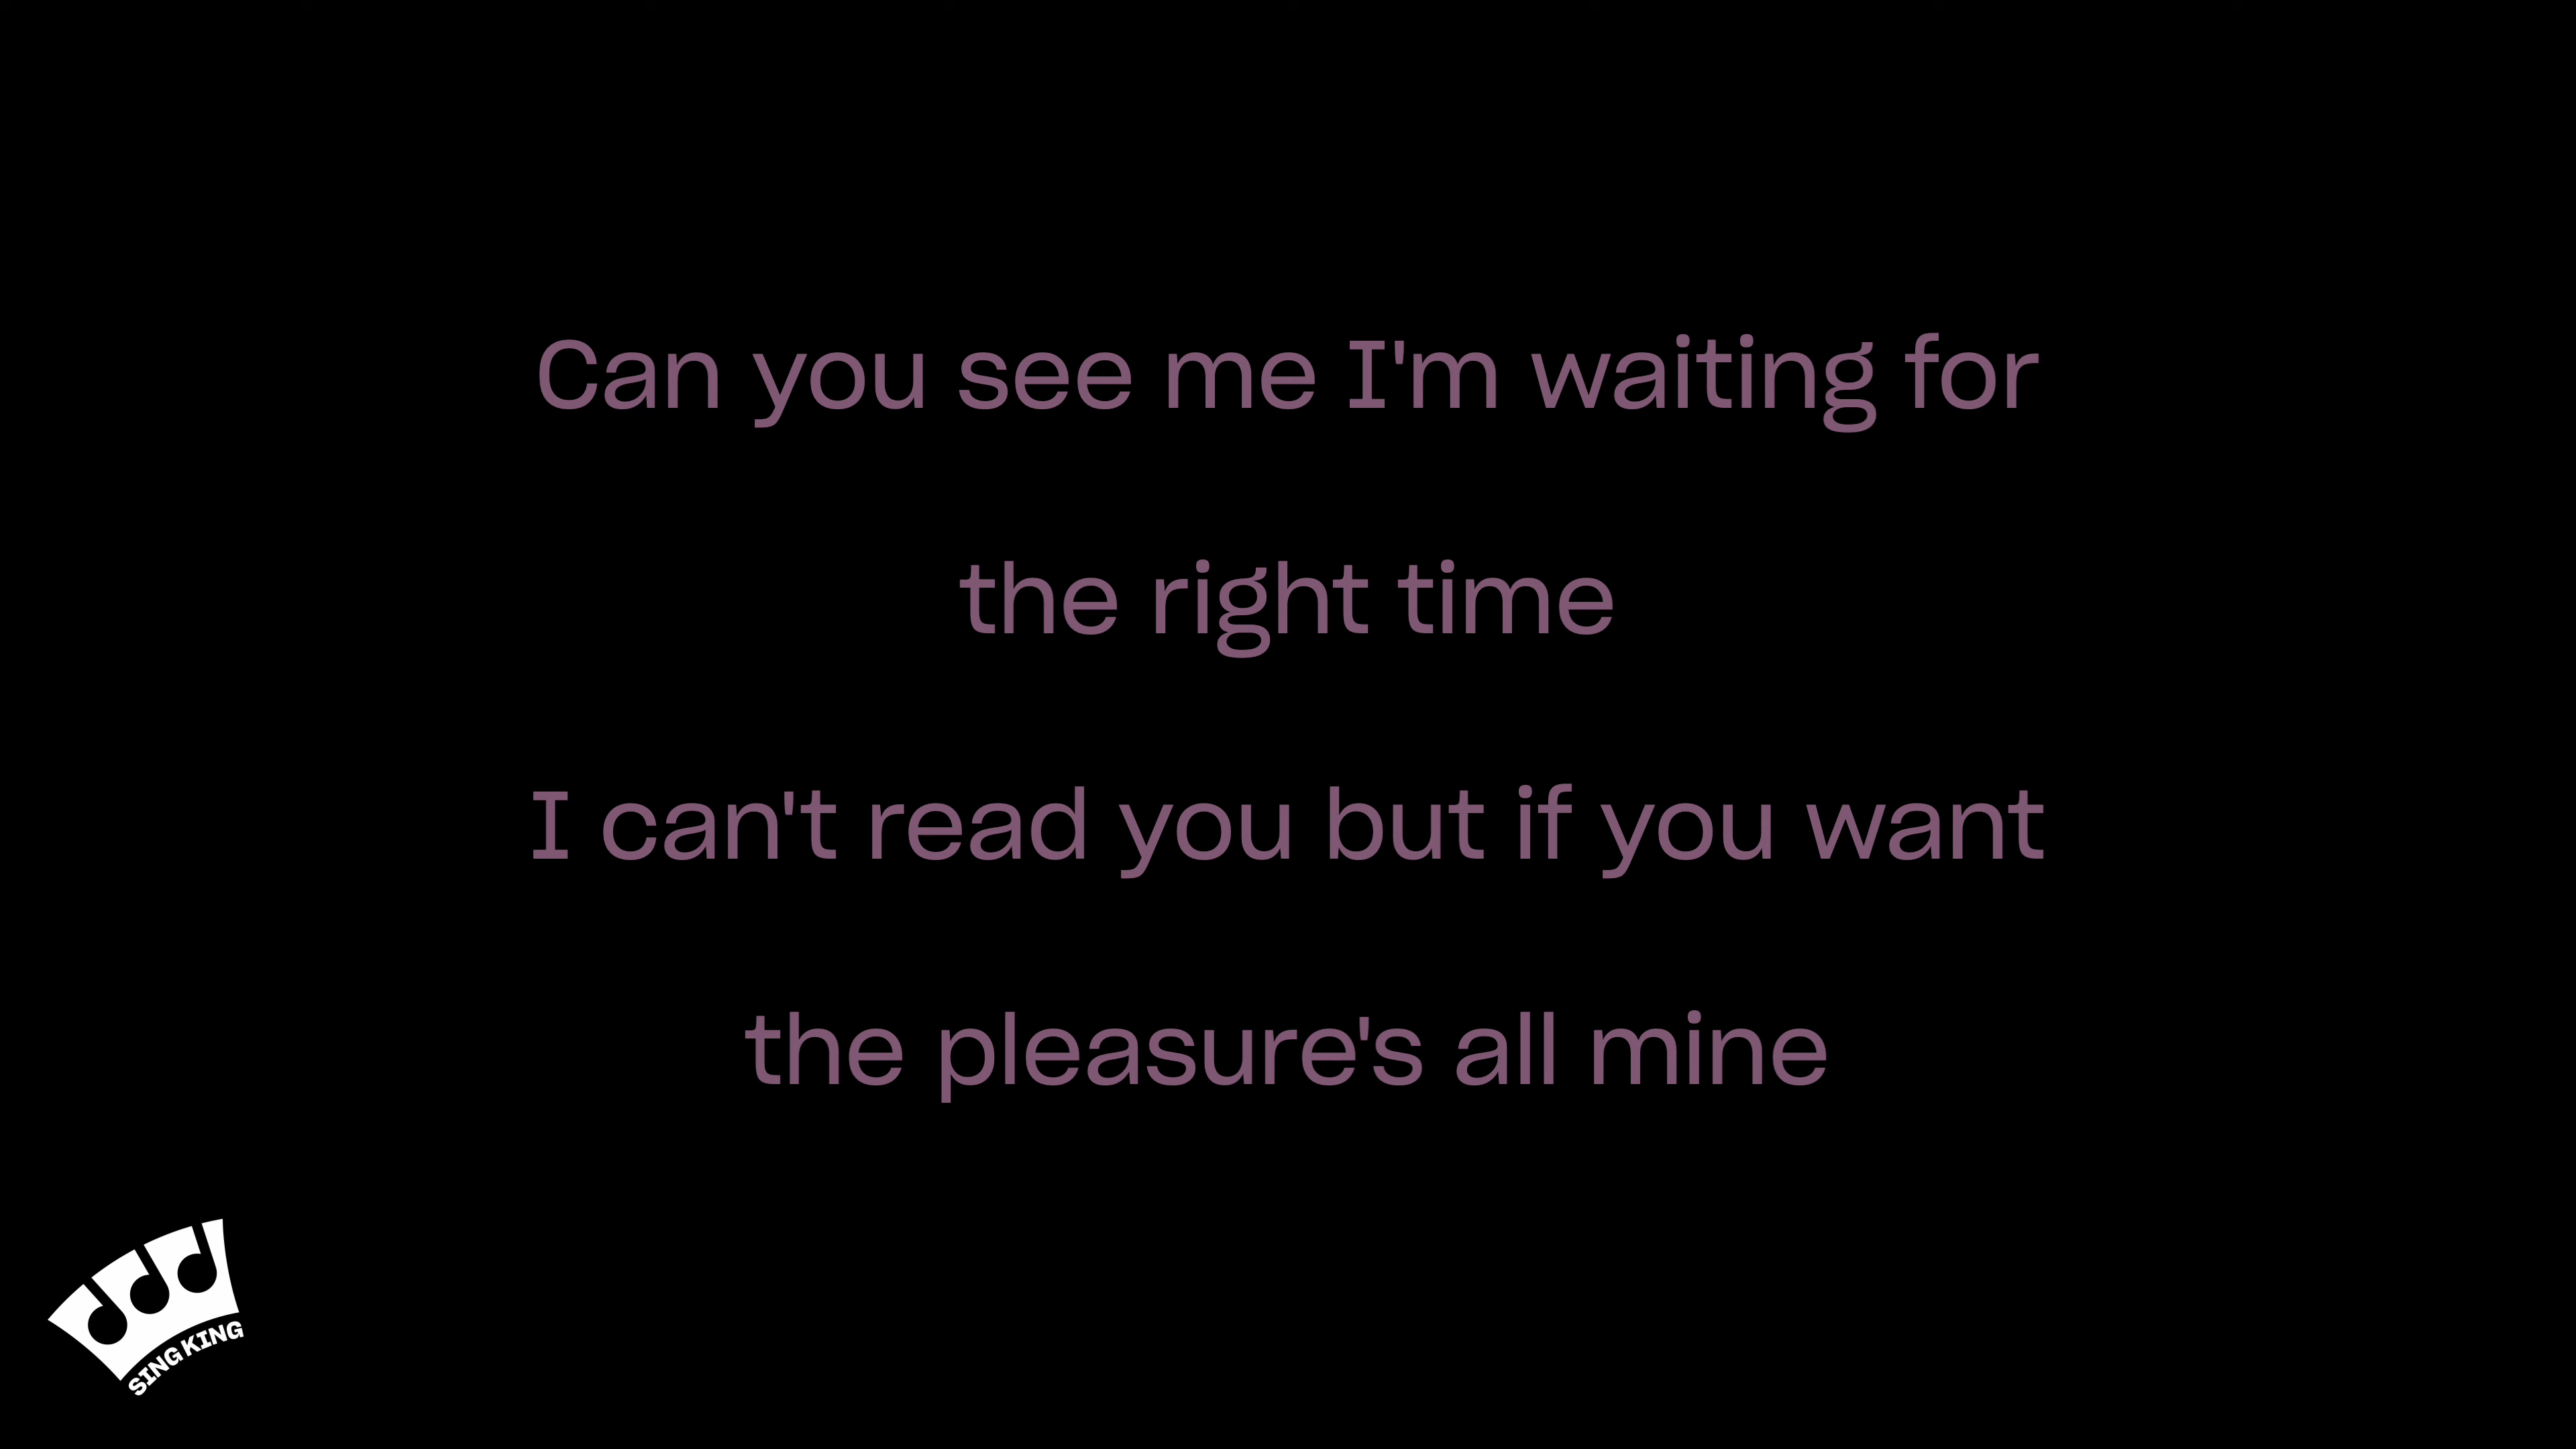 Can you see me I'm waiting for
the right time
I can't read you but if you want
the pleasure's all mine
SING KING